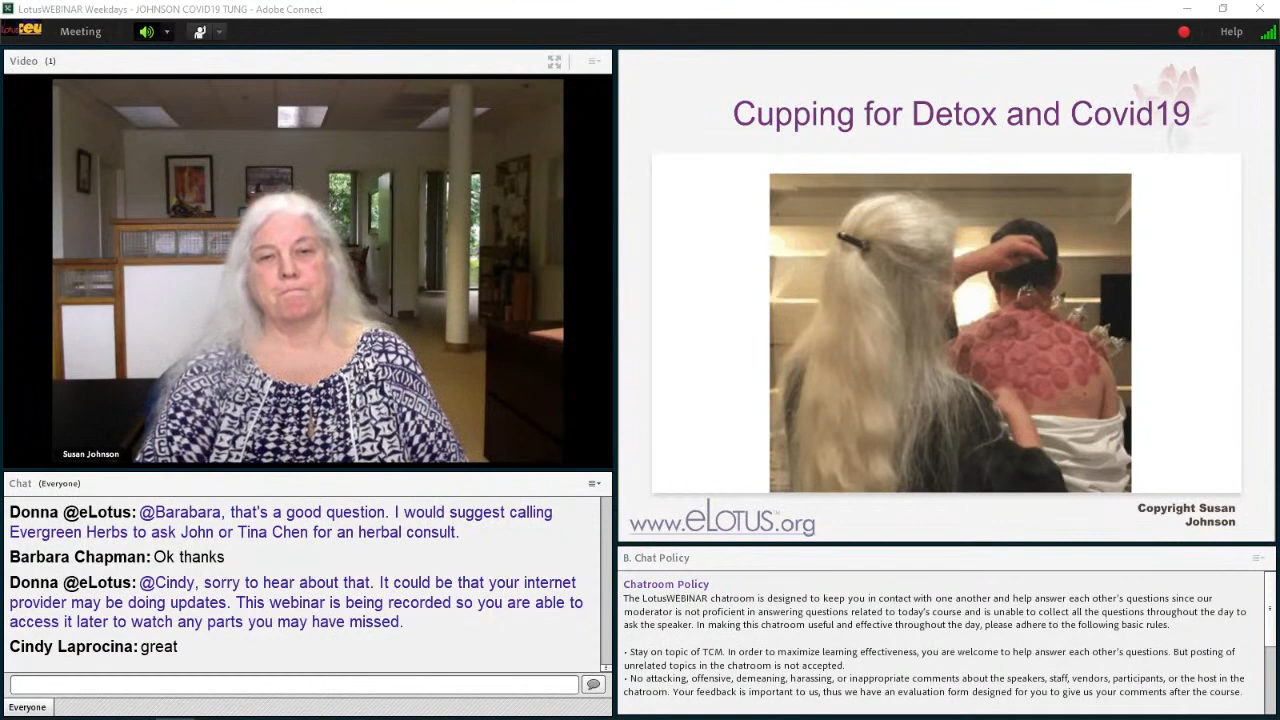 LotusWEBINAR Weekdays - JOHNSON COVID19 TUNG - Adobe Connect
Meeting
Help
Video (1)
Susan Johnson
Cupping for Detox and Covid19
www.eLOTUS.org
Copyright Susan
Johnson
Chat (Everyone)
Donna @eLotus: @Barabara, that's a good question. I would suggest calling
Evergreen Herbs to ask John or Tina Chen for an herbal consult.
Barbara Chapman: Ok thanks
Donna @eLotus: @Cindy, sorry to hear about that. It could be that your internet
provider may be doing updates. This webinar is being recorded so you are able to
access it later to watch any parts you may have missed.
Cindy Laprocina: great
Everyone
B. Chat Policy
Chatroom Policy
The LotusWEBINAR chatroom is designed to keep you in contact with one another and help answer each other's questions since our
moderator is not proficient in answering questions related to today's course and is unable to collect all the questions throughout the day to
ask the speaker. In making this chatroom useful and effective throughout the day, please adhere to the following basic rules.
• Stay on topic of TCM. In order to maximize learning effectiveness, you are welcome to help answer each other's questions. But posting of
unrelated topics in the chatroom is not accepted.
• No attacking, offensive, demeaning, harassing, or inappropriate comments about the speakers, staff, vendors, participants, or the host in the
chatroom. Your feedback is important to us, thus we have an evaluation form designed for you to give us your comments after the course.